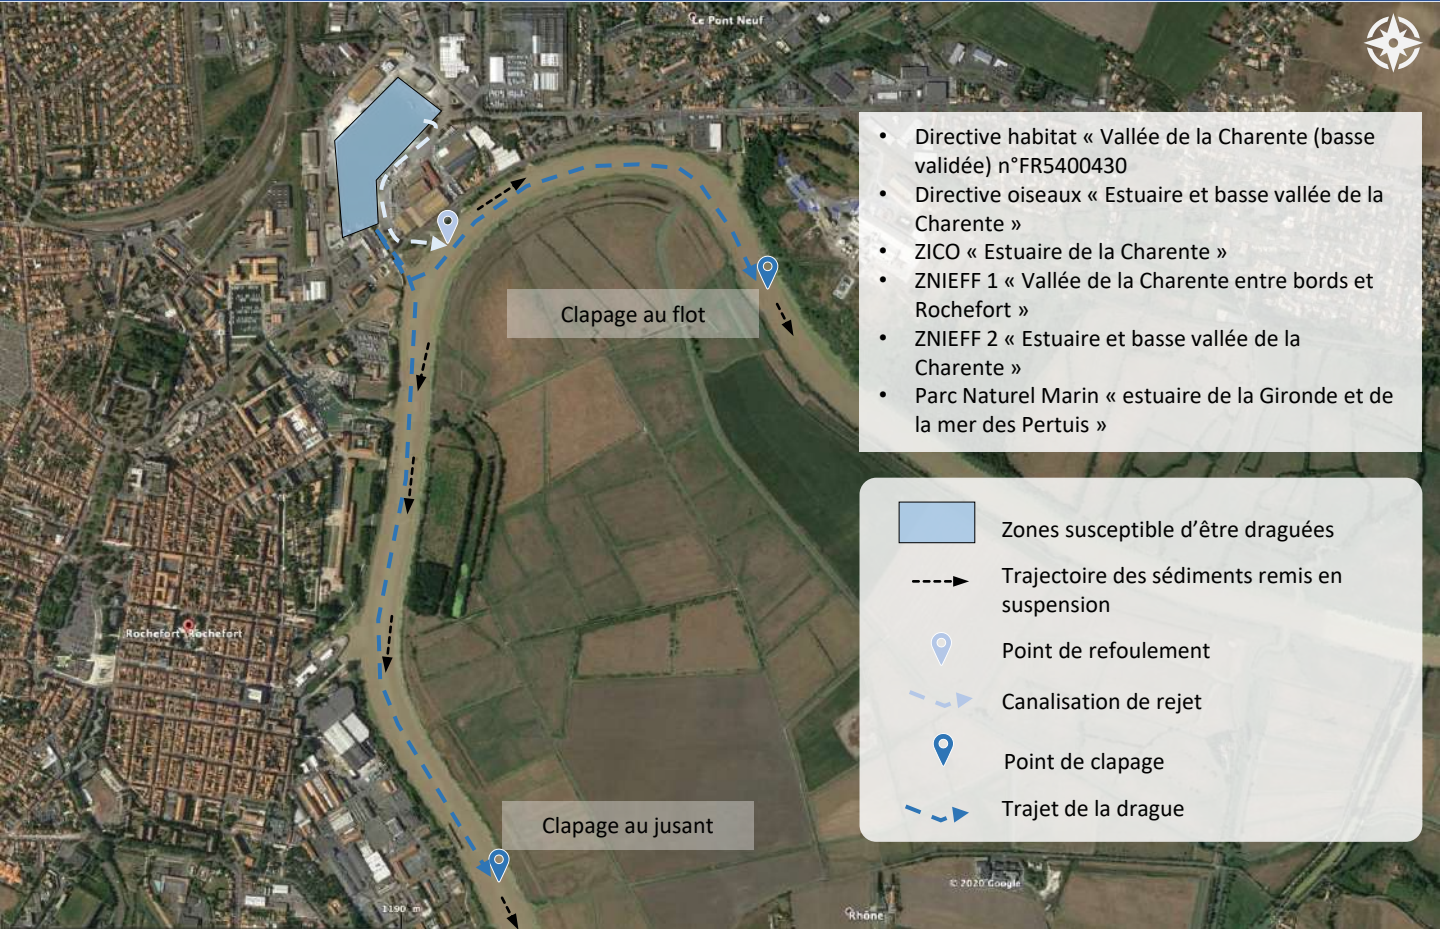 Le Pont Neuf
• Directive habitat « Vallée de la Charente (basse
validée) n°FR5400430
• Directive oiseaux « Estuaire et basse vallée de la
Charente »
• ZICO « Estuaire de la Charente »
• ZNIEFF 1 « Vallée de la Charente entre bords et
Rochefort »
• ZNIEFF 2 « Estuaire et basse vallée de la
Charente »
• Parc Naturel Marin « estuaire de la Gironde et de
la mer des Pertuis »
Clapage au flot
Zones susceptible d'être draguées
Trajectoire des sédiments remis en
suspension
Point de refoulement
Canalisation de rejet
Point de clapage
Trajet de la drague
Rochefort Rochefort
Clapage au jusant
© 2020 Google
1190 m
Rhône